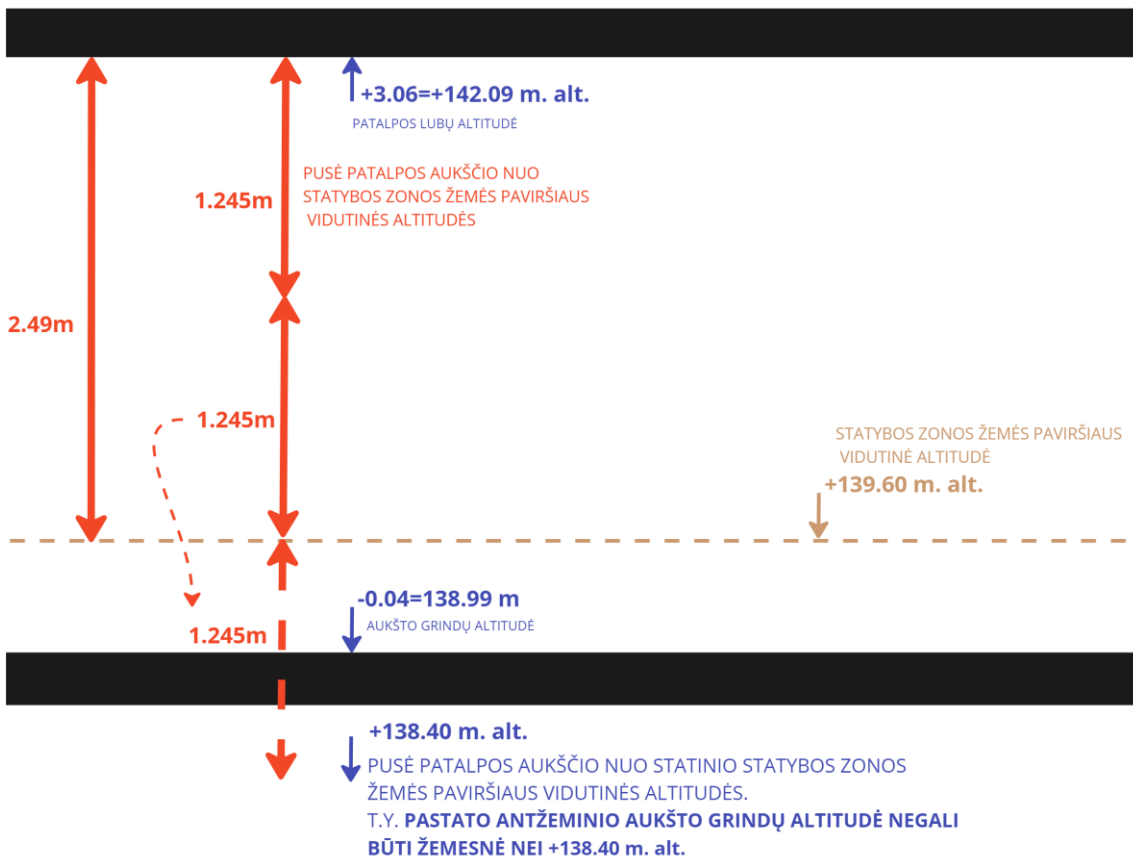 +3.06=+142.09 m. alt.
PATALPOS LUBŲ ALTITUDĖ
PUSĖ PATALPOS AUKŠČIO NUO
STATYBOS ZONOS ŽEMĖS PAVIRŠIAUS
VIDUTINĖS ALTITUDĖS
1.245m
2.49m
1.245m
STATYBOS ZONOS ŽEMĖS PAVIRŠIAUS
VIDUTINĖ ALTITUDĖ
+139.60 m. alt.
-0.04=138.99 m
AUKŠTO GRINDŲ ALTITUDĖ
1.245m
+138.40 m. alt.
PUSĖ PATALPOS AUKŠČIO NUO STATINIO STATYBOS ZONOS
ŽEMĖS PAVIRŠIAUS VIDUTINĖS ALTITUDĖS.
T.Y. PASTATO ANTŽEMINIO AUKŠTO GRINDŲ ALTITUDĖ NEGALI
BŪTI ŽEMESNĖ NEI +138.40 m. alt.